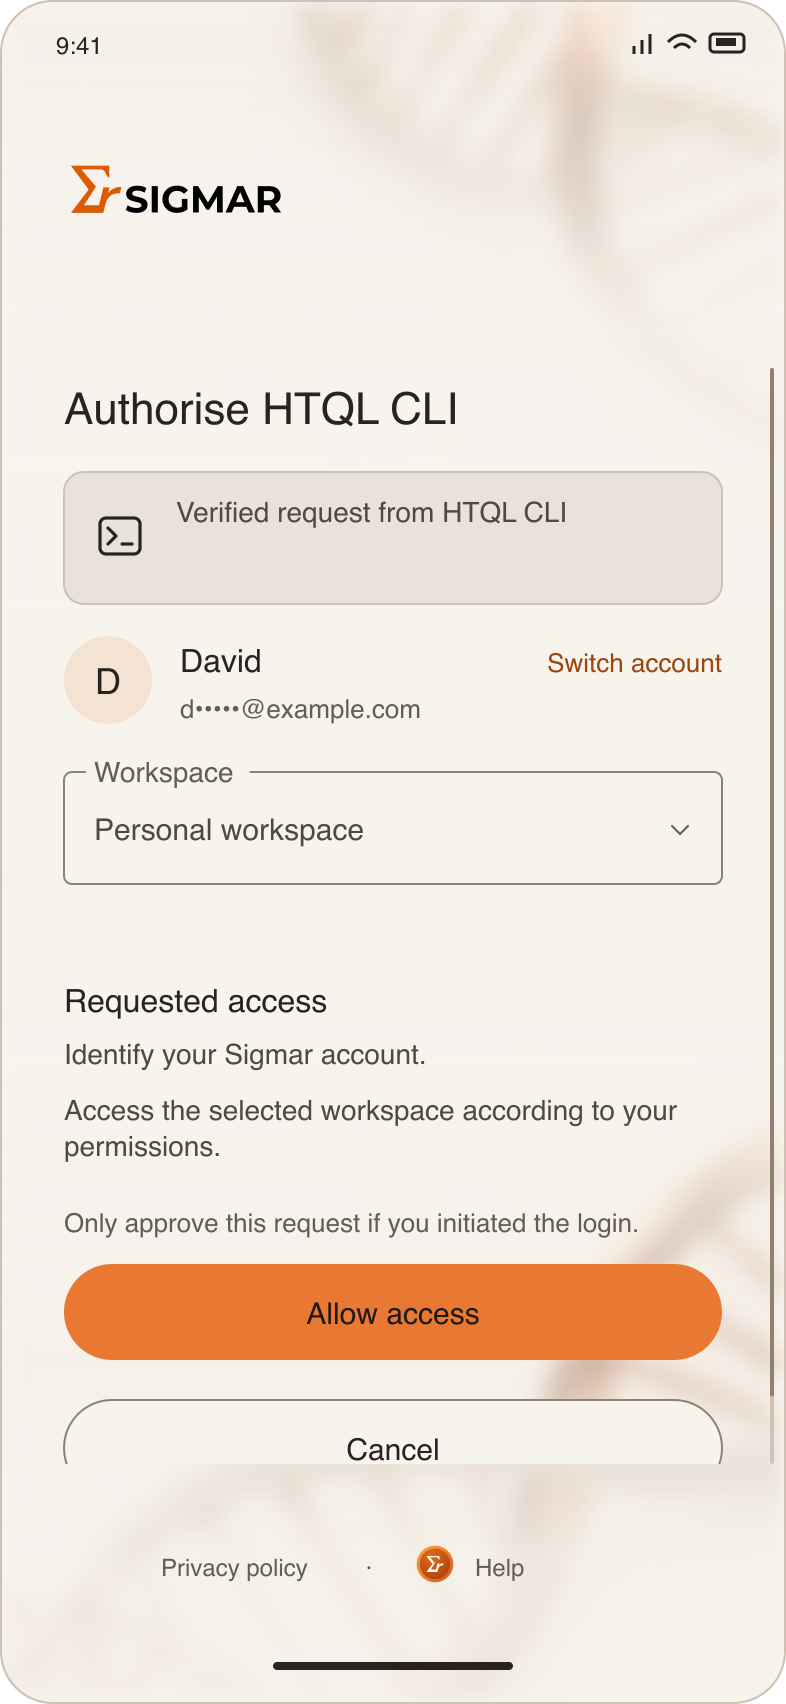 9:41
Σr SIGMAR
Authorise HTQL CLI
Verified request from HTQL CLI
D
David
Switch account
d•••••@example.com
Workspace
Personal workspace
Requested access
Identify your Sigmar account.
Access the selected workspace according to your
permissions.
Only approve this request if you initiated the login.
Allow access
Cancel
Privacy policy · Σr Help